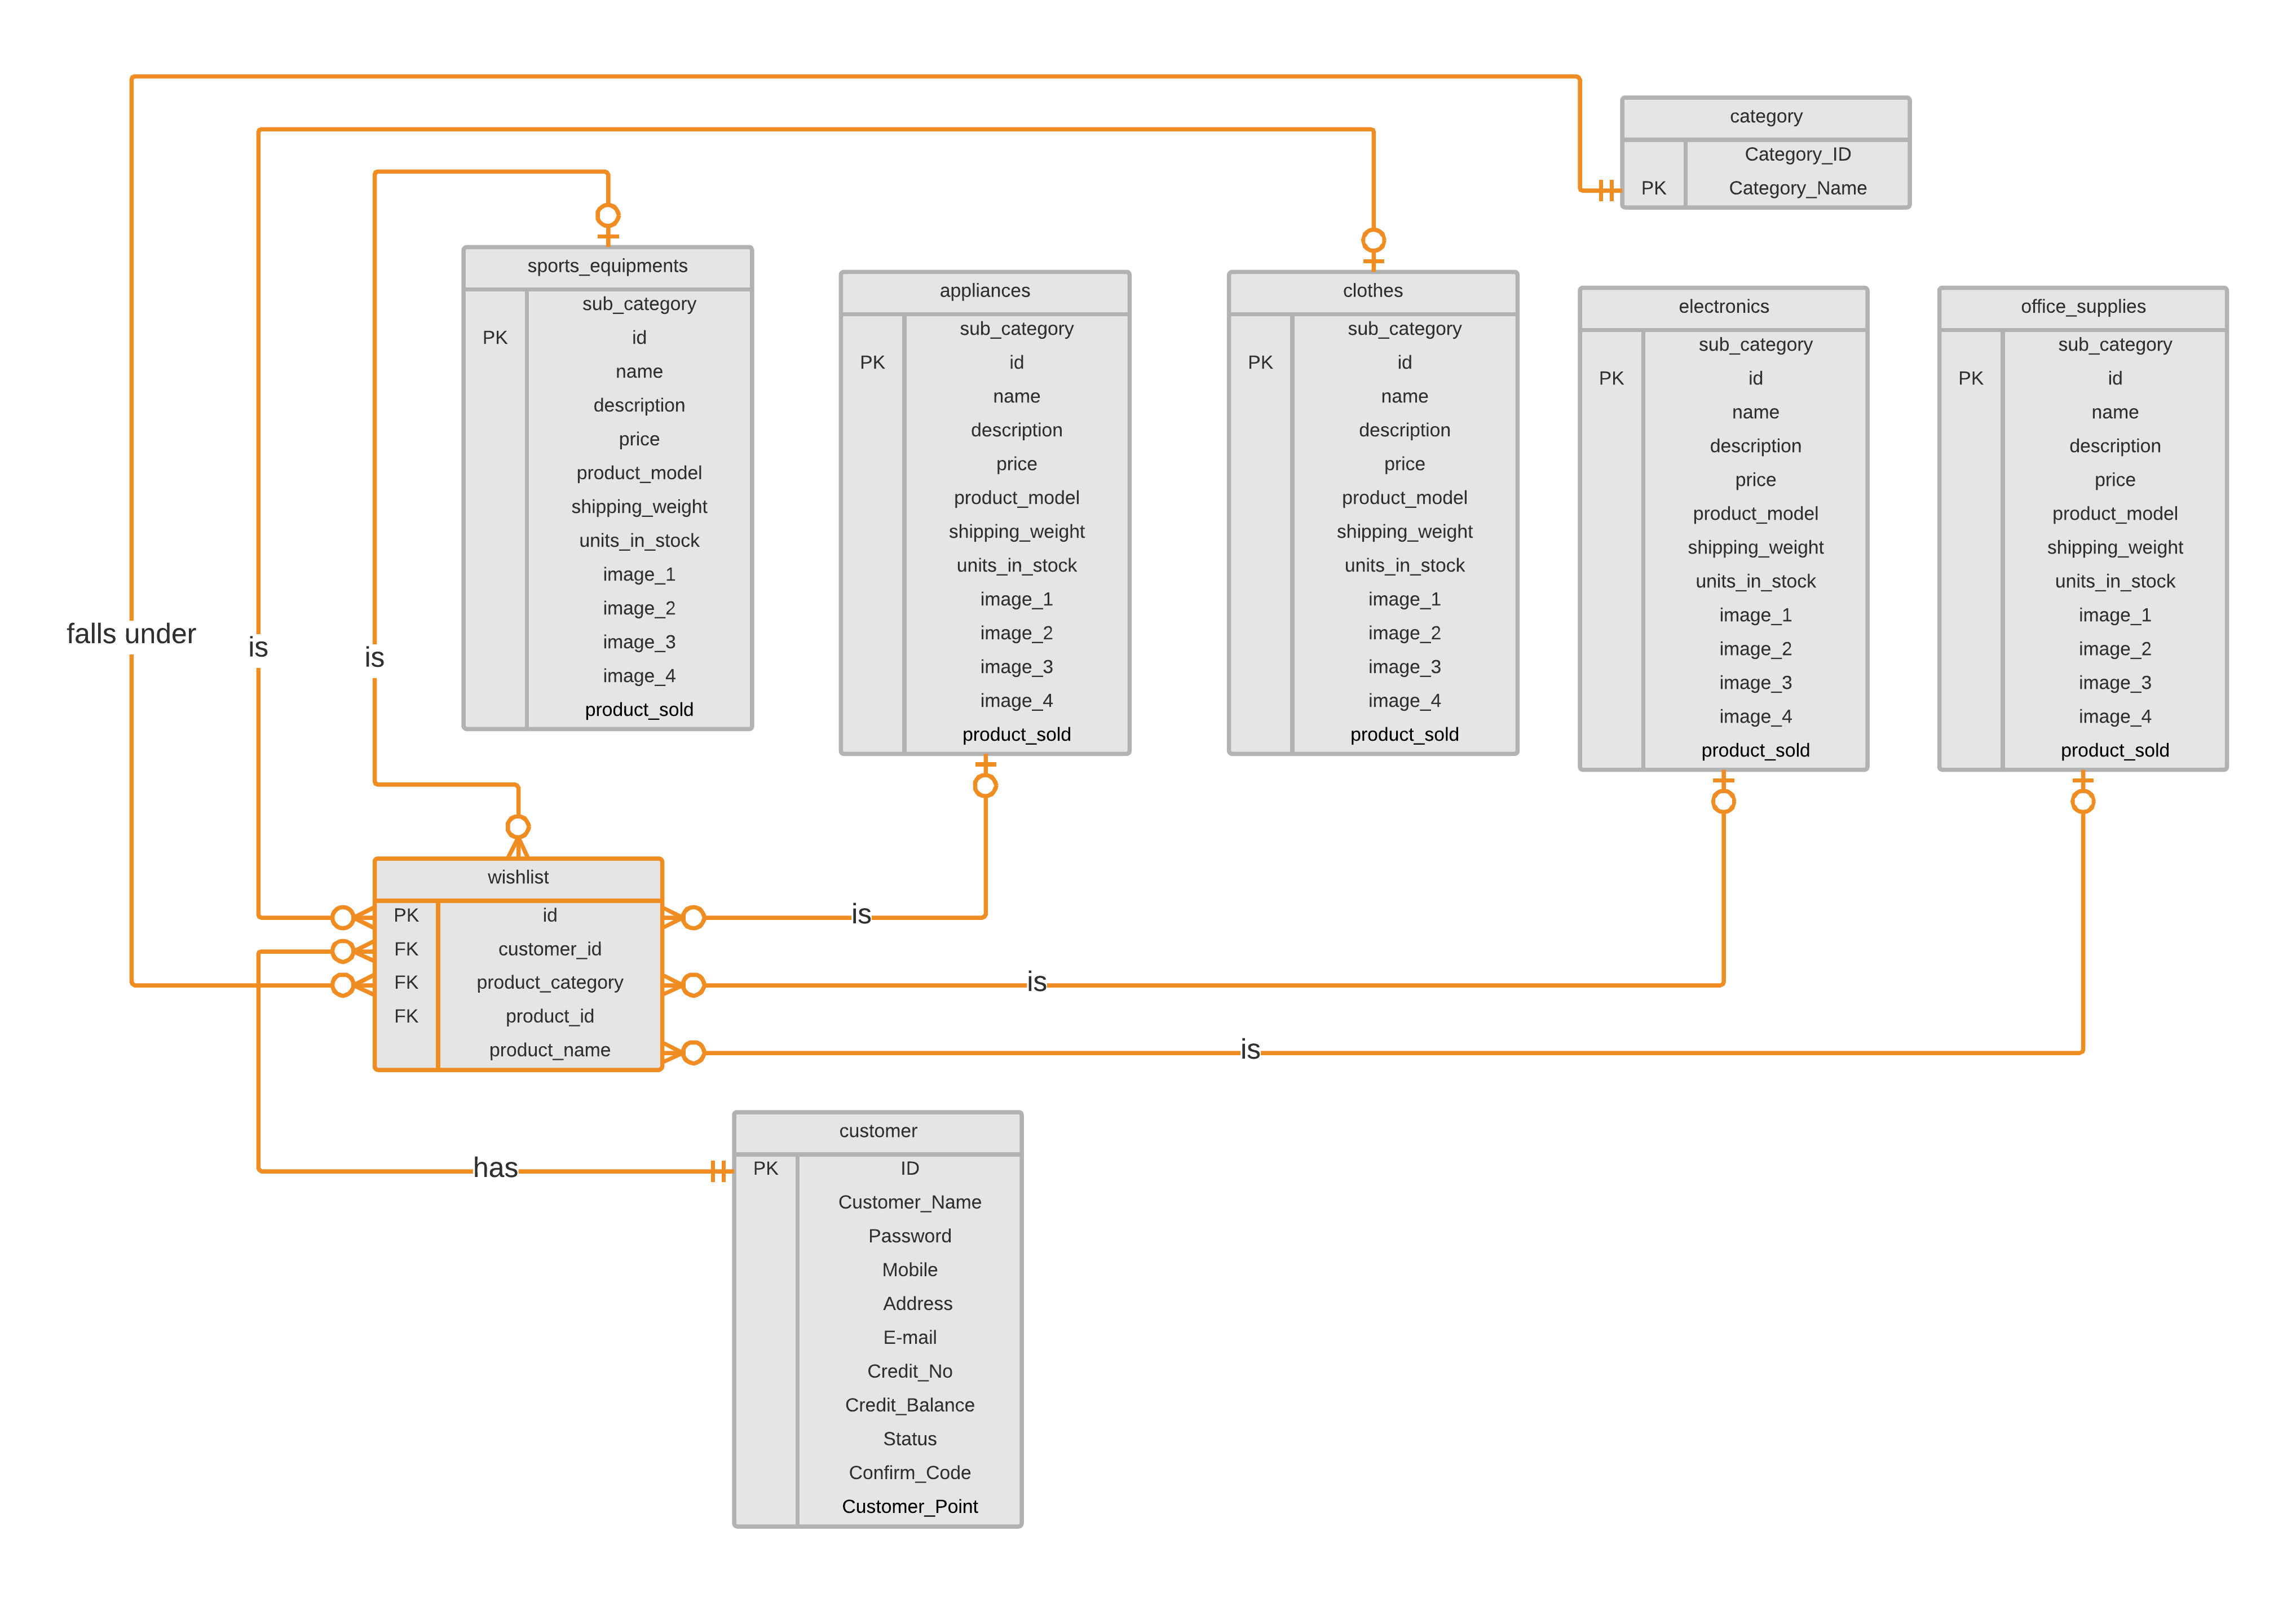 category
Category_ID
PK Category_Name
sports_equipments
sub_category
PK id
name
description
price
product_model
shipping_weight
units_in_stock
image_1
image_2
image_3
image_4
product_sold
appliances
sub_category
PK id
name
description
price
product_model
shipping_weight
units_in_stock
image_1
image_2
image_3
image_4
product_sold
clothes
sub_category
PK id
name
description
price
product_model
shipping_weight
units_in_stock
image_1
image_2
image_3
image_4
product_sold
electronics
sub_category
PK id
name
description
price
product_model
shipping_weight
units_in_stock
image_1
image_2
image_3
image_4
product_sold
office_supplies
sub_category
PK id
name
description
price
product_model
shipping_weight
units_in_stock
image_1
image_2
image_3
image_4
product_sold
falls under
is
is
wishlist
PK id
FK customer_id
FK product_category
FK product_id
product_name
is
is
is
has
customer
PK ID
Customer_Name
Password
Mobile
Address
E-mail
Credit_No
Credit_Balance
Status
Confirm_Code
Customer_Point